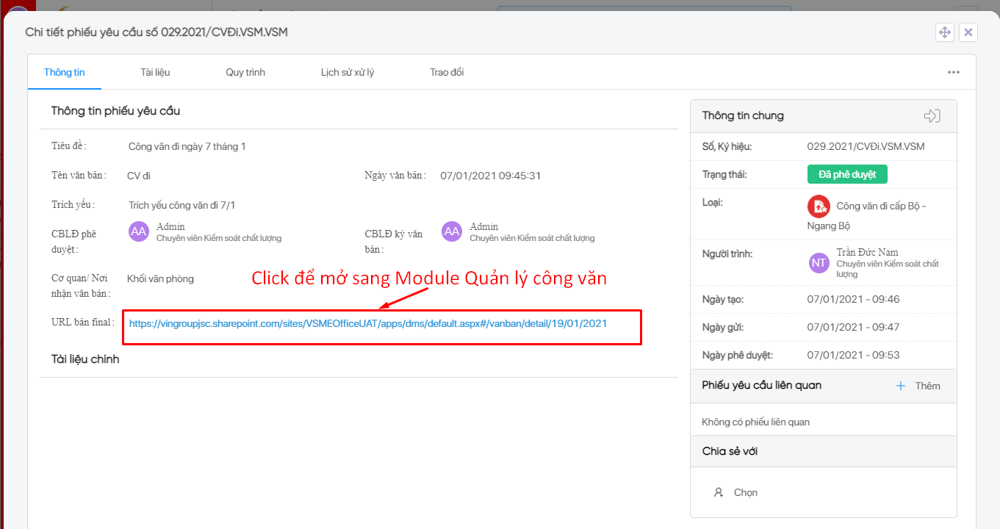 Chi tiết phiếu yêu cầu số 029.2021/CVĐi.VSM.VSM
Thông tin
Tài liệu
Quy trình
Lịch sử xử lý
Trao đổi
Thông tin phiếu yêu cầu
Tiêu đề :
Công văn đi ngày 7 tháng 1
Tên văn bản :
CV đi
Ngày văn bản :
07/01/2021 09:45:31
Trích yếu :
Trích yếu công văn đi 7/1
CBLĐ phê
duyệt :
AA
Admin
Chuyên viên Kiểm soát chất lượng
CBLĐ ký văn
bản :
AA
Admin
Chuyên viên Kiểm soát chất lượng
Cơ quan/ Nơi
nhận văn bản :
Khối văn phòng
Click để mở sang Module Quản lý công văn
URL bản final :
https://vingroupjsc.sharepoint.com/sites/VSMEOfficeUAT/apps/dms/default.aspx#/vanban/detail/19/01/2021
Tài liệu chính
Thông tin chung
Số, Ký hiệu:
029.2021/CVĐi.VSM.VSM
Trạng thái:
Đã phê duyệt
Loại:
Công văn đi cấp Bộ -
Ngang Bộ
Người trình:
NT
Trần Đức Nam
Chuyên viên Kiểm soát chất
lượng
Ngày tạo:
07/01/2021 - 09:46
Ngày gửi:
07/01/2021 - 09:47
Ngày phê duyệt:
07/01/2021 - 09:53
Phiếu yêu cầu liên quan
+ Thêm
Không có phiếu liên quan
Chia sẻ với
Chọn